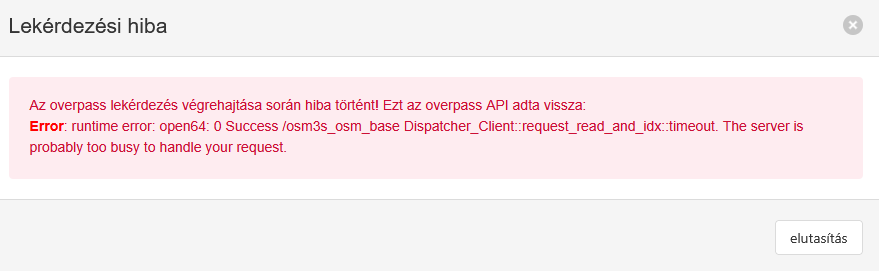 Lekérdezési hiba
Az overpass lekérdezés végrehajtása során hiba történt! Ezt az overpass API adta vissza:
Error: runtime error: open64: 0 Success /osm3s_osm_base Dispatcher_Client::request_read_and_idx::timeout. The server is
probably too busy to handle your request.
elutasítás